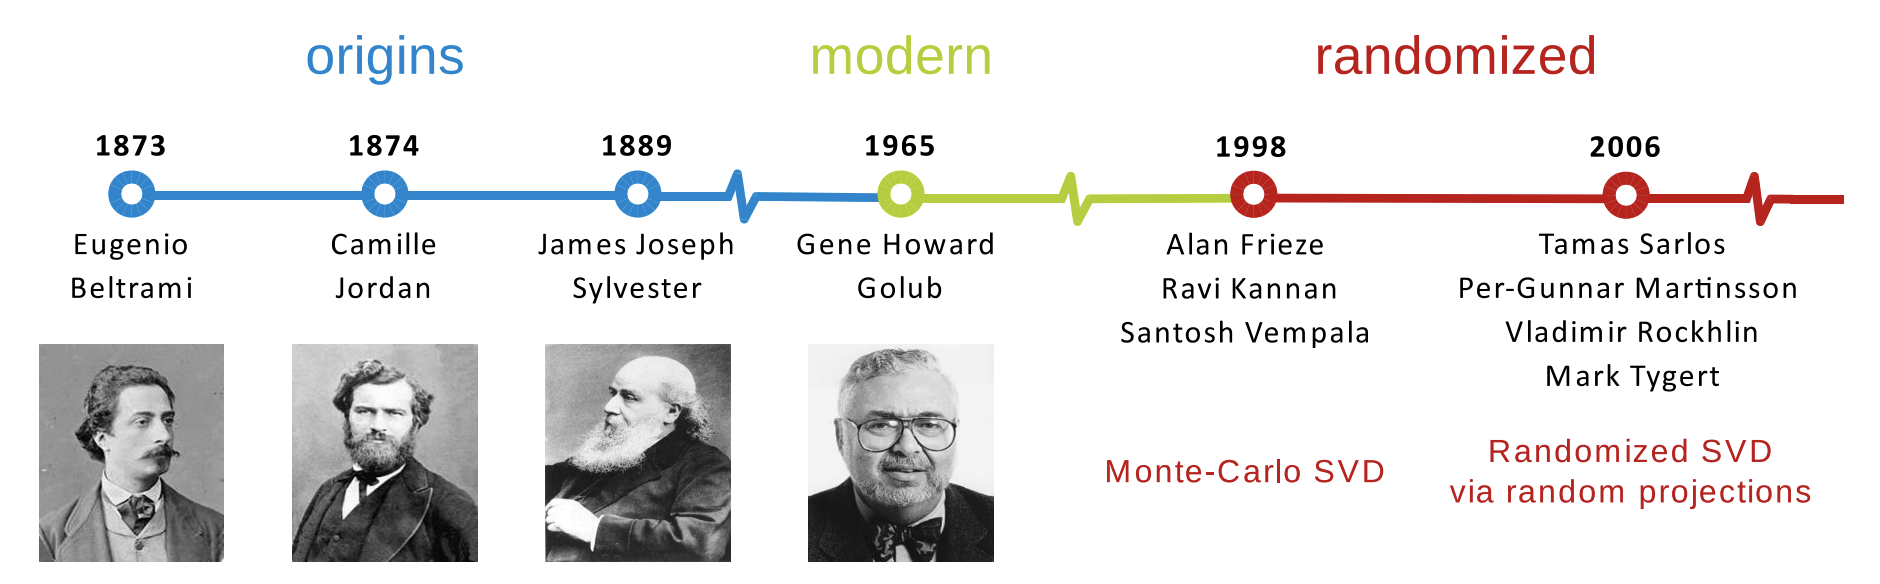 origins
modern
randomized
1873
1874
1889
1965
1998
2006
Eugenio
Beltrami
Camille
Jordan
James Joseph
Sylvester
Gene Howard
Golub
Alan Frieze
Ravi Kannan
Santosh Vempala
Tamas Sarlos
Per-Gunnar Martinsson
Vladimir Rockhlin
Mark Tygert
Monte-Carlo SVD
Randomized SVD
via random projections